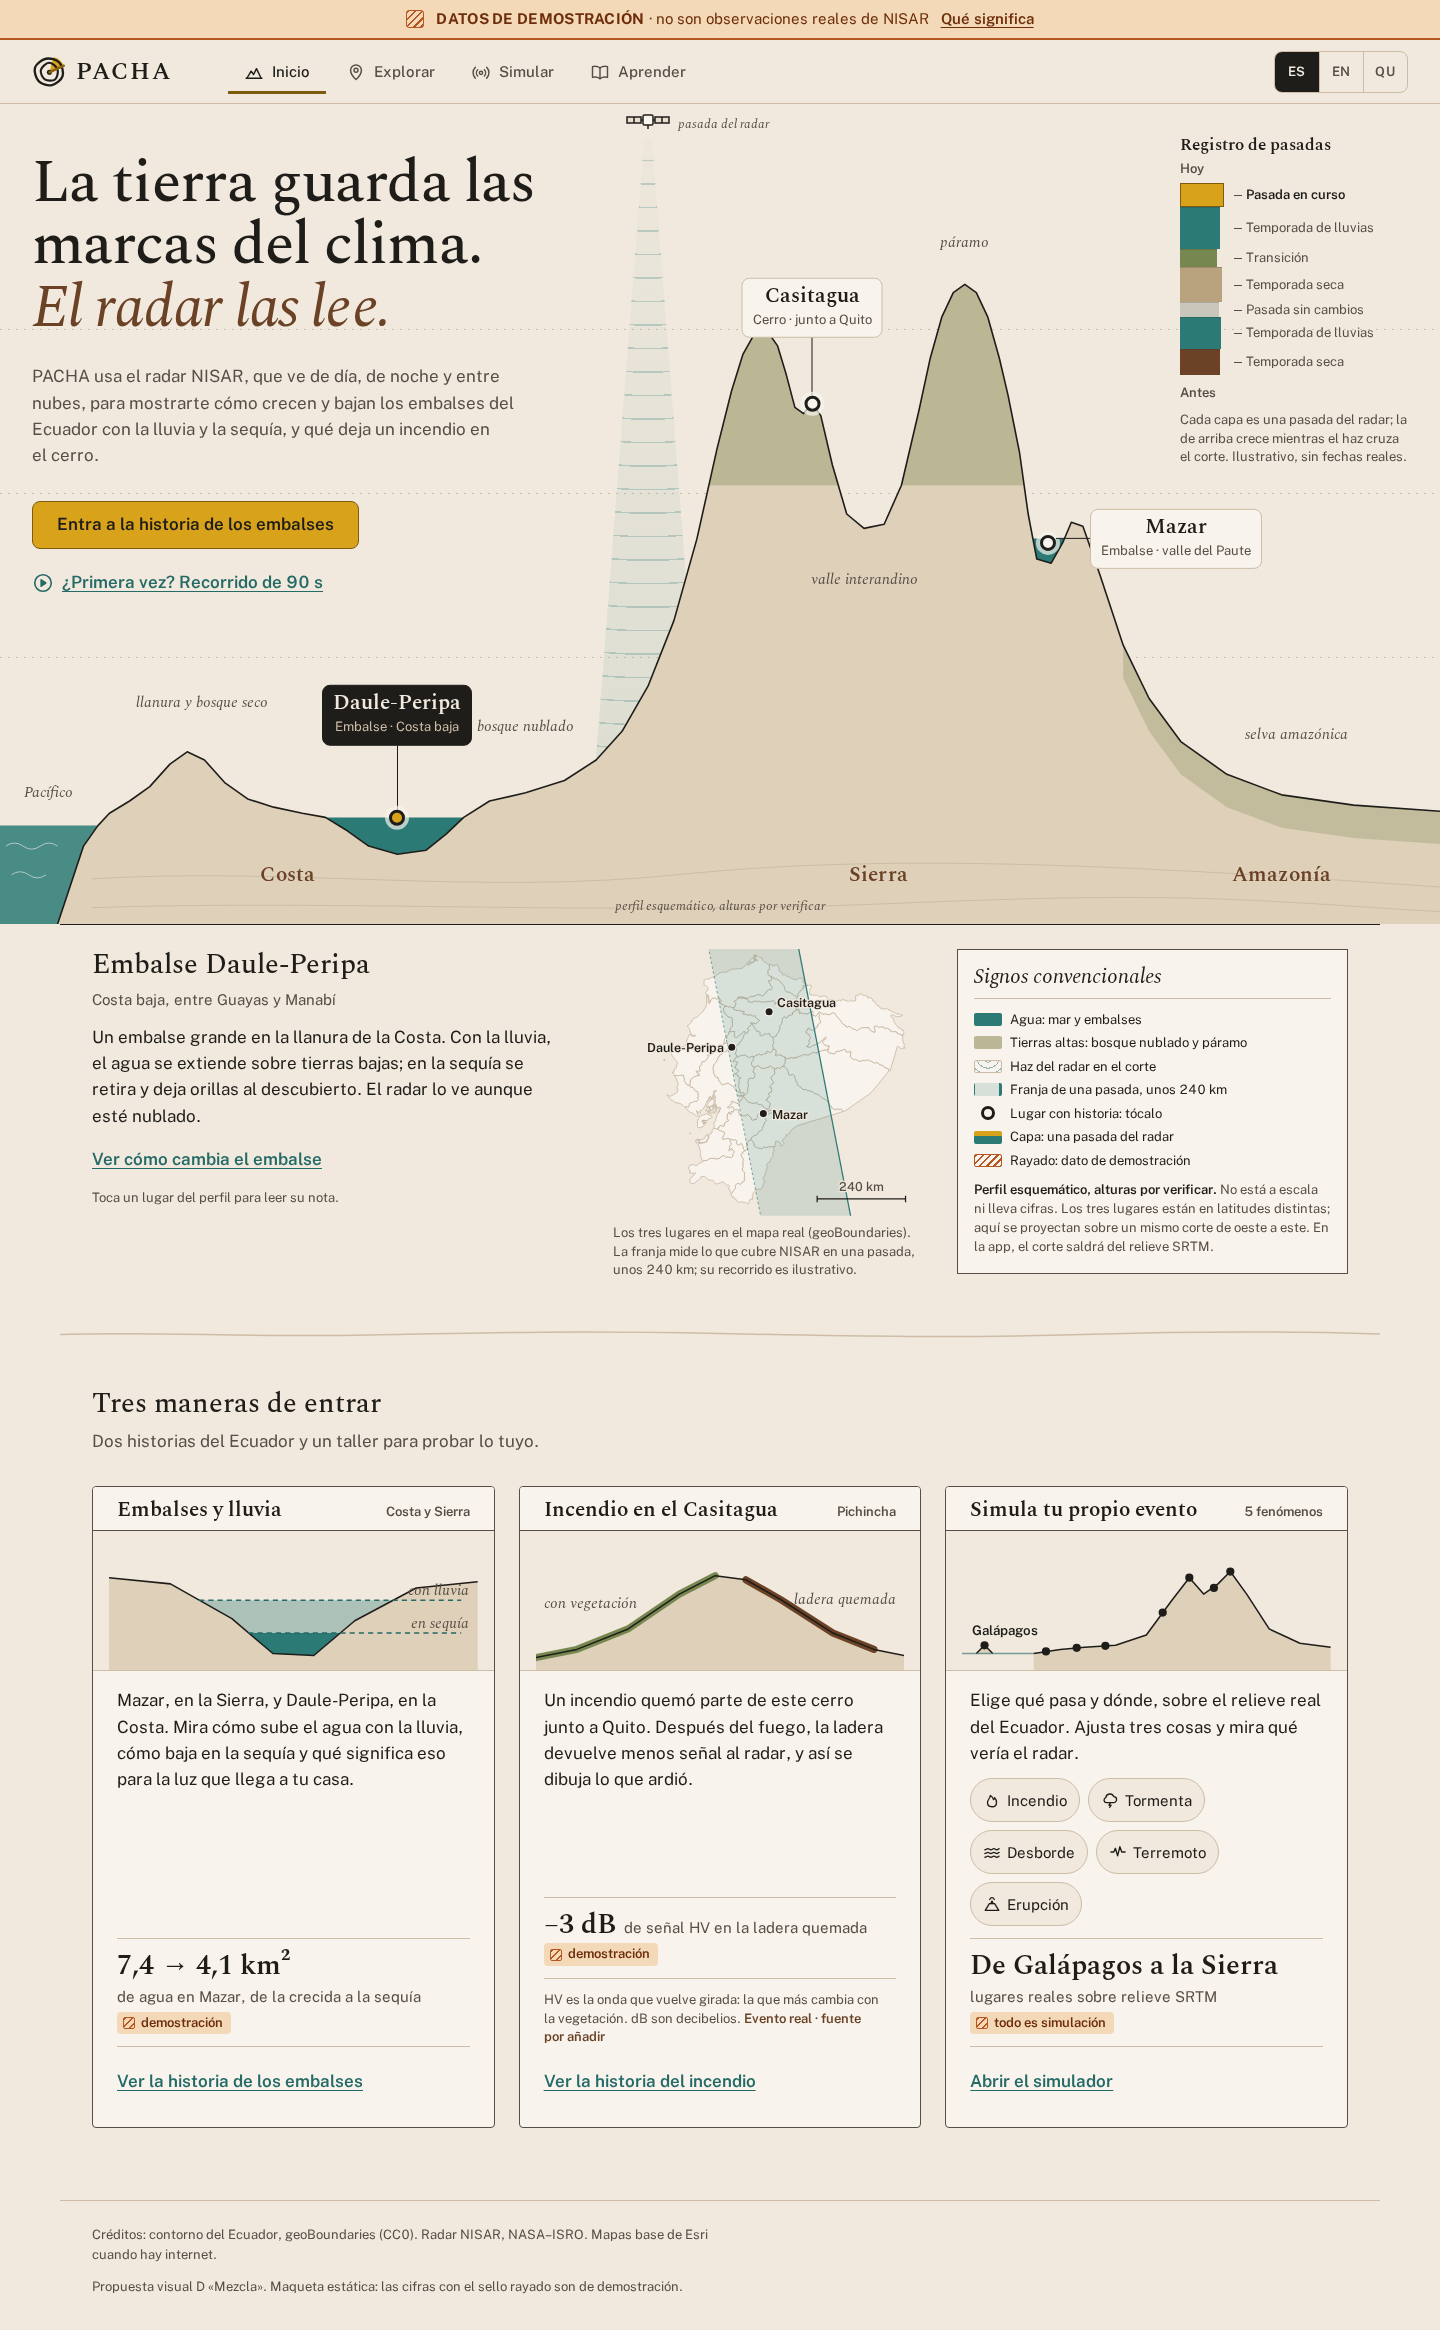 DATOS DE DEMOSTRACIÓN · no son observaciones reales de NISAR Qué significa
PACHA
Inicio
Explorar
Simular
Aprender
ES
EN
QU
pasada del radar
La tierra guarda las
marcas del clima.
El radar las lee.
PACHA usa el radar NISAR, que ve de día, de noche y entre
nubes, para mostrarte cómo crecen y bajan los embalses del
Ecuador con la lluvia y la sequía, y qué deja un incendio en
el cerro.
Entra a la historia de los embalses
¿Primera vez? Recorrido de 90 s
Registro de pasadas
Hoy
– Pasada en curso
– Temporada de lluvias
– Transición
– Temporada seca
– Pasada sin cambios
– Temporada de lluvias
– Temporada seca
Antes
Cada capa es una pasada del radar; la
de arriba crece mientras el haz cruza
el corte. Ilustrativo, sin fechas reales.
páramo
Casitagua
Cerro · junto a Quito
Mazar
Embalse · valle del Paute
valle interandino
llanura y bosque seco
Daule-Peripa
Embalse · Costa baja
bosque nublado
selva amazónica
Pacífico
Costa
Sierra
Amazonía
perfil esquemático, alturas por verificar
Embalse Daule-Peripa
Costa baja, entre Guayas y Manabí
Un embalse grande en la llanura de la Costa. Con la lluvia,
el agua se extiende sobre tierras bajas; en la sequía se
retira y deja orillas al descubierto. El radar lo ve aunque
esté nublado.
Ver cómo cambia el embalse
Toca un lugar del perfil para leer su nota.
Casitagua
Daule-Peripa
Mazar
240 km
Los tres lugares en el mapa real (geoBoundaries).
La franja mide lo que cubre NISAR en una pasada,
unos 240 km; su recorrido es ilustrativo.
Signos convencionales
Agua: mar y embalses
Tierras altas: bosque nublado y páramo
Haz del radar en el corte
Franja de una pasada, unos 240 km
Lugar con historia: tócalo
Capa: una pasada del radar
Rayado: dato de demostración
Perfil esquemático, alturas por verificar. No está a escala
ni lleva cifras. Los tres lugares están en latitudes distintas;
aquí se proyectan sobre un mismo corte de oeste a este. En
la app, el corte saldrá del relieve SRTM.
Tres maneras de entrar
Dos historias del Ecuador y un taller para probar lo tuyo.
Embalses y lluvia
Costa y Sierra
con lluvia
en sequía
Mazar, en la Sierra, y Daule-Peripa, en la
Costa. Mira cómo sube el agua con la lluvia,
cómo baja en la sequía y qué significa eso
para la luz que llega a tu casa.
7,4 → 4,1 km²
de agua en Mazar, de la crecida a la sequía
demostración
Ver la historia de los embalses
Incendio en el Casitagua
Pichincha
con vegetación
ladera quemada
Un incendio quemó parte de este cerro
junto a Quito. Después del fuego, la ladera
devuelve menos señal al radar, y así se
dibuja lo que ardió.
−3 dB de señal HV en la ladera quemada
demostración
HV es la onda que vuelve girada: la que más cambia con
la vegetación. dB son decibelios. Evento real · fuente
por añadir
Ver la historia del incendio
Simula tu propio evento
5 fenómenos
Galápagos
Elige qué pasa y dónde, sobre el relieve real
del Ecuador. Ajusta tres cosas y mira qué
vería el radar.
Incendio
Tormenta
Desborde
Terremoto
Erupción
De Galápagos a la Sierra
lugares reales sobre relieve SRTM
todo es simulación
Abrir el simulador
Créditos: contorno del Ecuador, geoBoundaries (CC0). Radar NISAR, NASA–ISRO. Mapas base de Esri
cuando hay internet.
Propuesta visual D «Mezcla». Maqueta estática: las cifras con el sello rayado son de demostración.